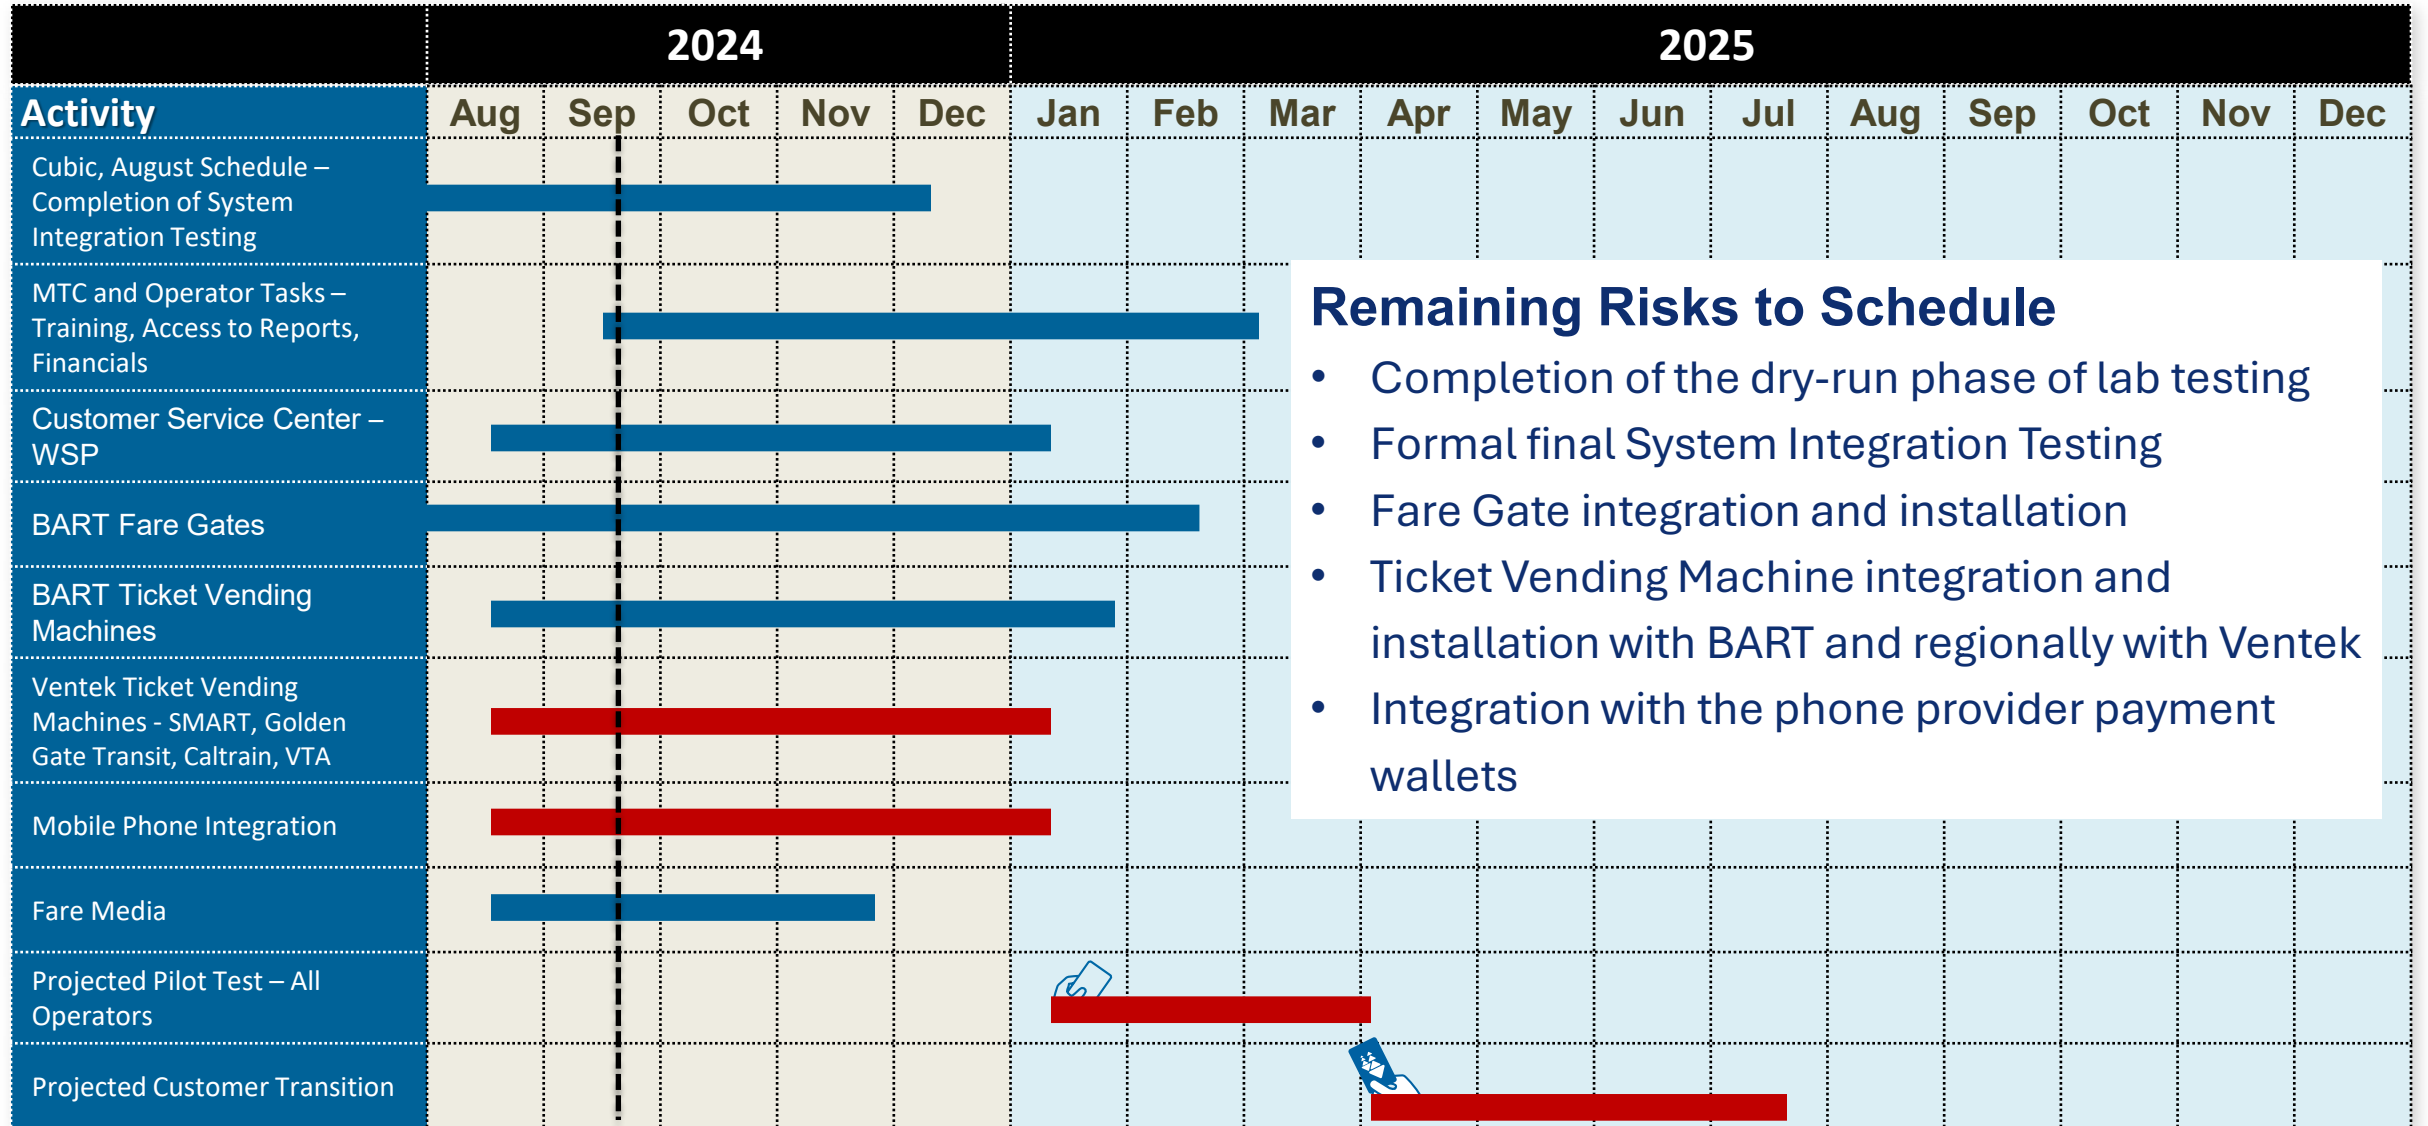 2024 2025
Activity Aug Sep Oct Nov Dec Jan Feb Mar Apr May Jun Jul Aug Sep Oct Nov Dec
Cubic, August Schedule –
Completion of System
Integration Testing
MTC and Operator Tasks –
Training, Access to Reports,
Financials
Customer Service Center –
WSP
BART Fare Gates
BART Ticket Vending
Machines
Ventek Ticket Vending
Machines - SMART, Golden
Gate Transit, Caltrain, VTA
Mobile Phone Integration
Fare Media
Projected Pilot Test – All
Operators
Projected Customer Transition
Remaining Risks to Schedule
• Completion of the dry-run phase of lab testing
• Formal final System Integration Testing
• Fare Gate integration and installation
• Ticket Vending Machine integration and
installation with BART and regionally with Ventek
• Integration with the phone provider payment
wallets